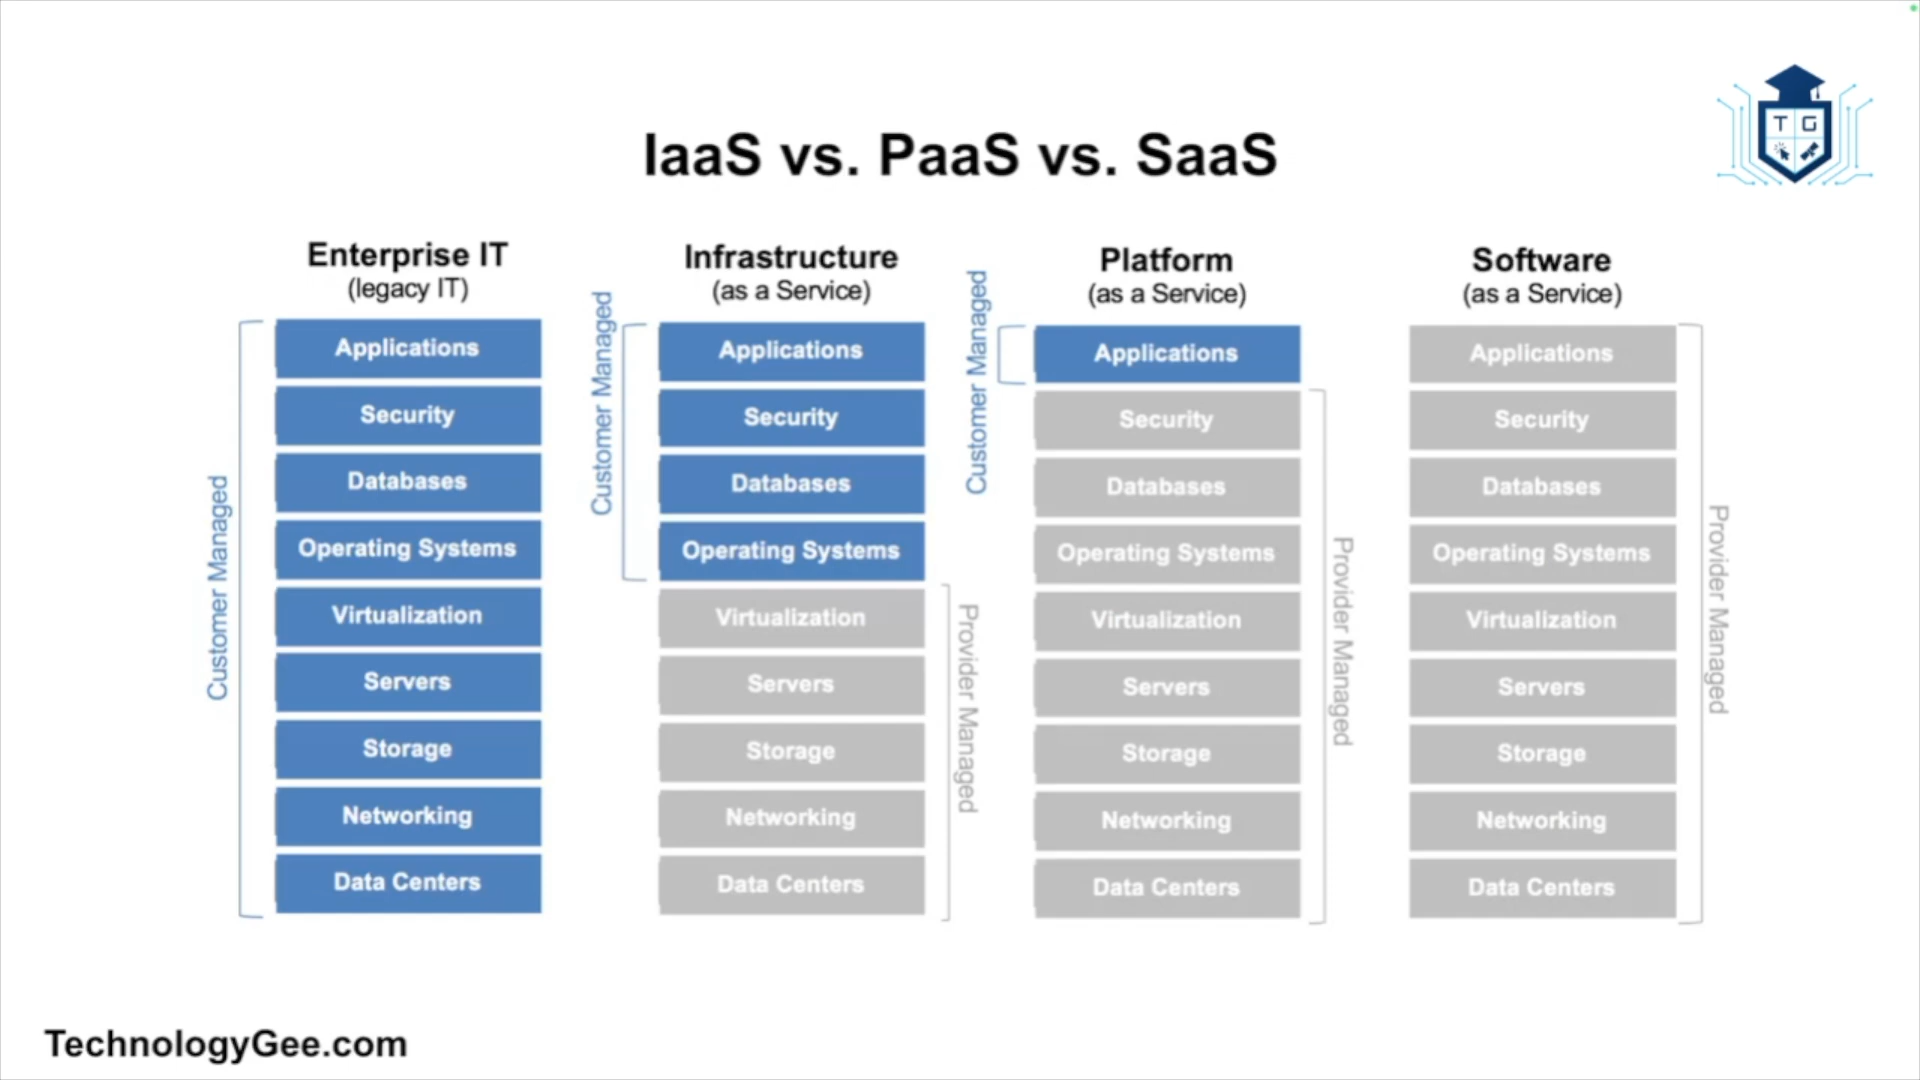 T G
IaaS vs. PaaS vs. SaaS
Enterprise IT
(legacy IT)
Customer Managed
Applications
Security
Databases
Operating Systems
Virtualization
Servers
Storage
Networking
Data Centers
Infrastructure
(as a Service)
Customer Managed
Applications
Security
Databases
Operating Systems
Virtualization
Servers
Storage
Networking
Data Centers
Provider Managed
Platform
(as a Service)
Customer Managed
Applications
Security
Databases
Operating Systems
Virtualization
Servers
Storage
Networking
Data Centers
Provider Managed
Software
(as a Service)
Applications
Security
Databases
Operating Systems
Virtualization
Servers
Storage
Networking
Data Centers
Provider Managed
TechnologyGee.com